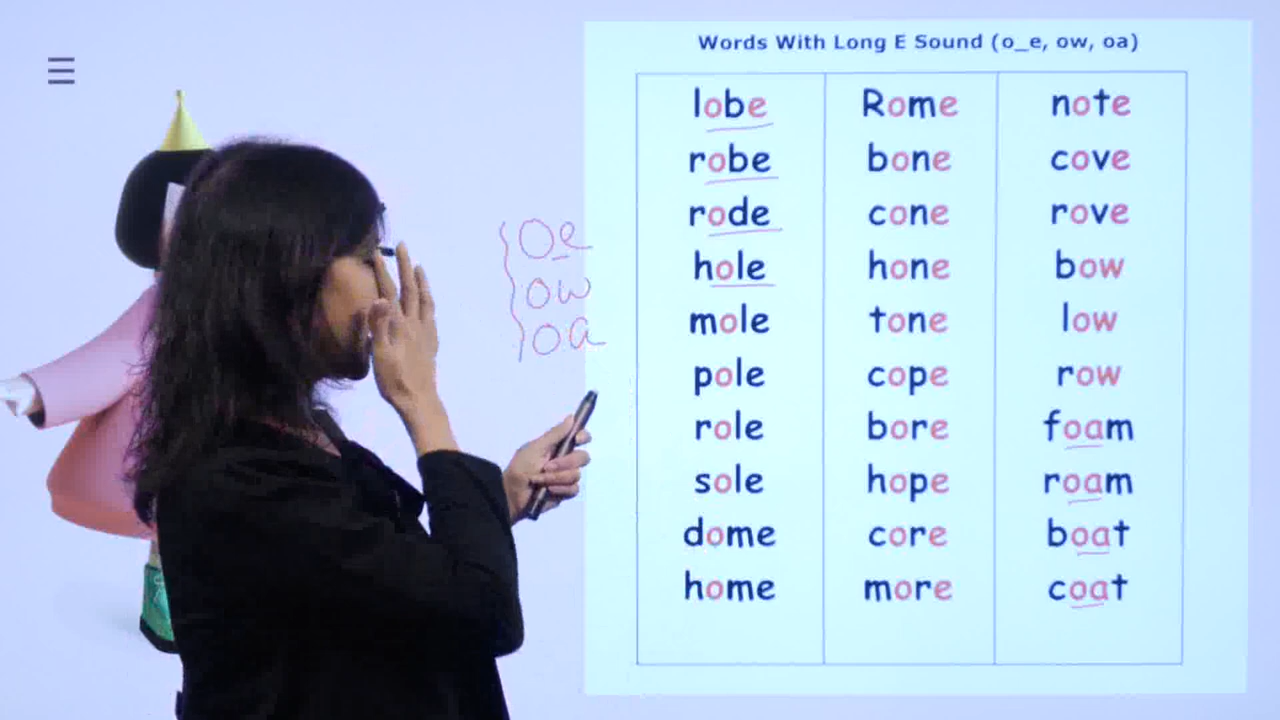 Words With Long E Sound (o_e, ow, oa)
lobe Rome note
robe bone cove
rode cone rove
hole hone bow
mole tone low
pole cope row
role bore foam
sole hope roam
dome core boat
home more coat
o_e
ow
oa